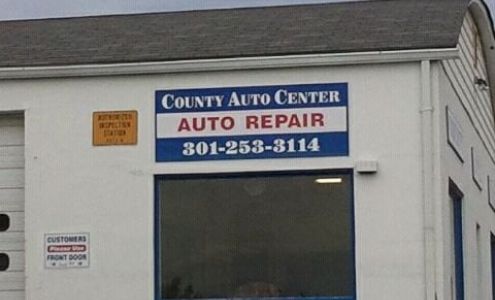 COUNTY AUTO CENTER
AUTO REPAIR
301-253-3114
AUTHORIZED
INSPECTION
STATION
CUSTOMERS
Please Use
FRONT DOOR